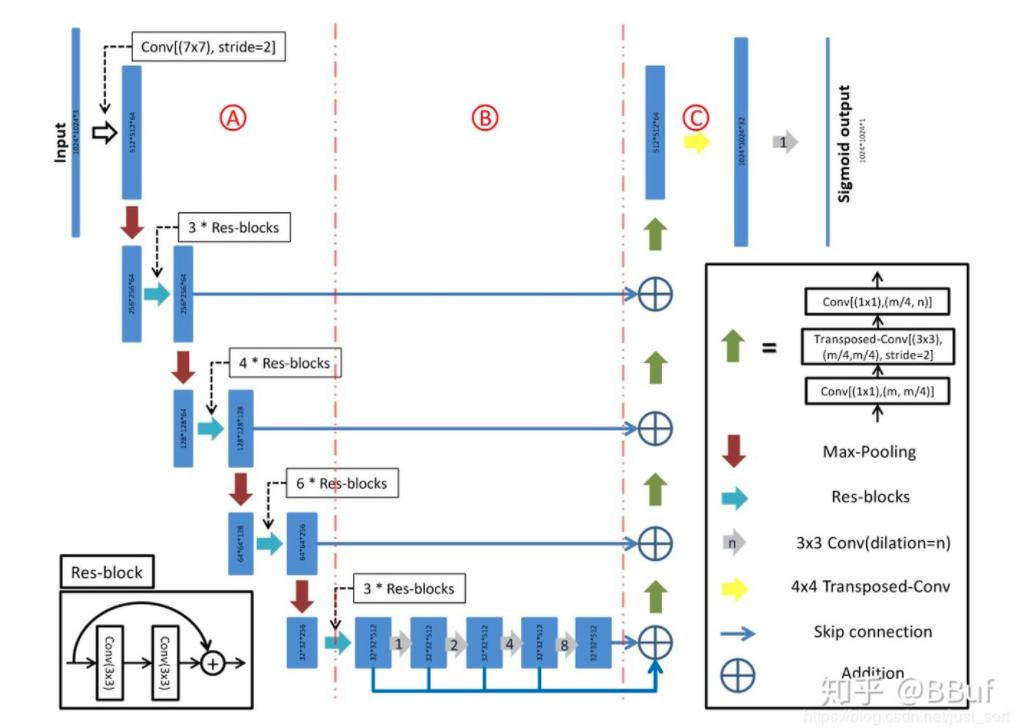 Conv[(7x7), stride=2]
Input
1024*1024*3
512*512*64
A
B
512*512*64
C
1024*1024*32
1
Sigmoid output
1024*1024*1
3 * Res-blocks
256*256*64
256*256*64
4 * Res-blocks
128*128*64
128*128*128
6 * Res-blocks
64*64*128
64*64*256
3 * Res-blocks
32*32*256
32*32*512
1
32*32*512
2
32*32*512
4
32*32*512
8
32*32*512
Res-block
Conv(3x3)
Conv(3x3)
+
=
Conv[(1x1),(m/4, n)]
Transposed-Conv[(3x3),
(m/4,m/4), stride=2]
Conv[(1x1),(m, m/4)]
Max-Pooling
Res-blocks
n
3x3 Conv(dilation=n)
4x4 Transposed-Conv
Skip connection
Addition
知乎 @BBuf
https://blog.csdn.net/just_sort